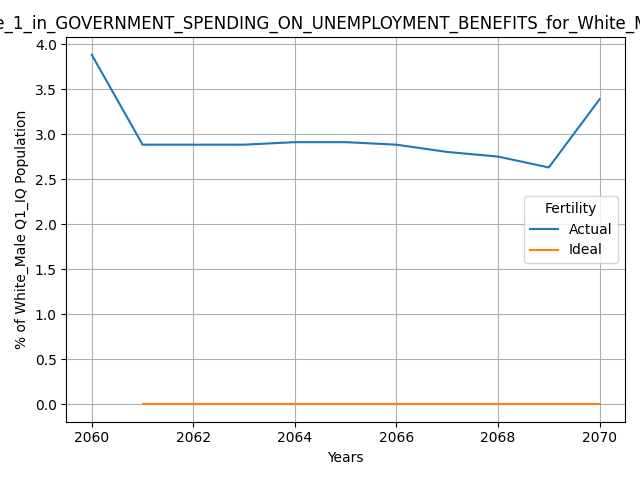 e_1_in_GOVERNMENT_SPENDING_ON_UNEMPLOYMENT_BENEFITS_for_White_M
4.0
3.5
3.0
2.5
2.0
1.5
1.0
0.5
0.0
% of White_Male Q1_IQ Population
Fertility
Actual
Ideal
2060 2062 2064 2066 2068 2070
Years